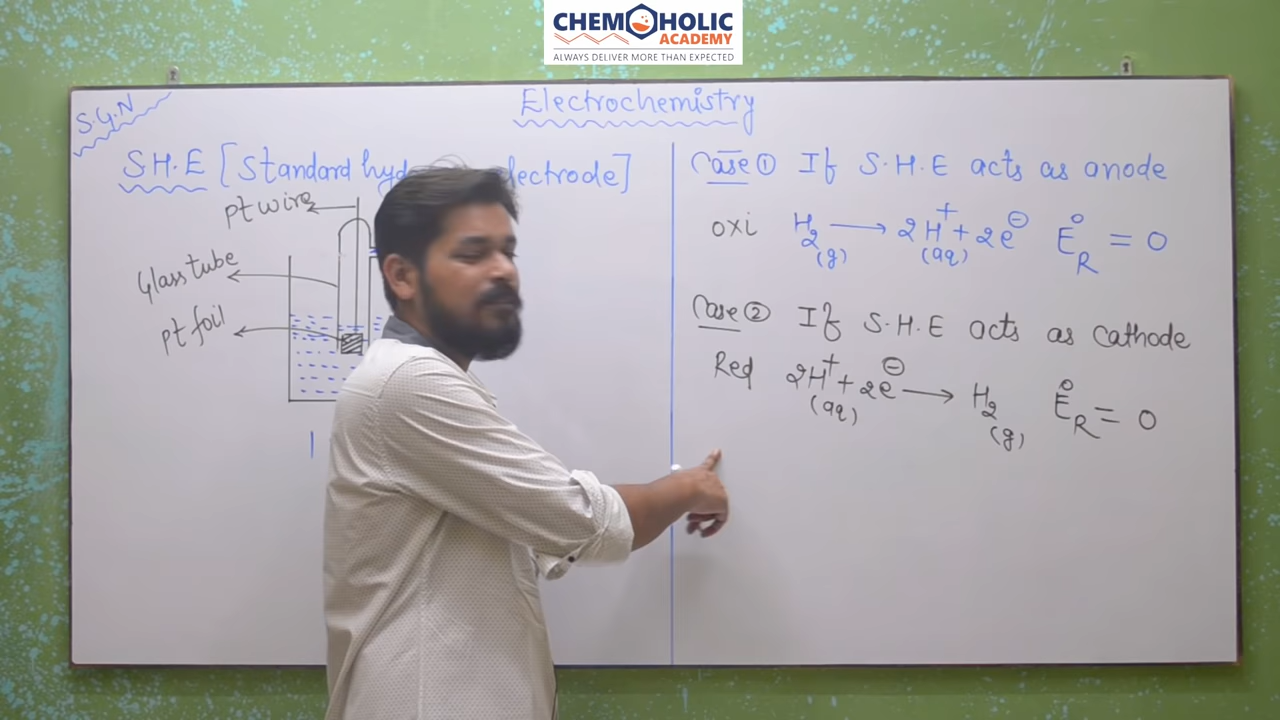 CHEMOHOLIC
ACADEMY
ALWAYS DELIVER MORE THAN EXPECTED
S.G.N
Electrochemistry
S.H.E [Standard hyd lectrode]
pt wire
Glass tube
pt foil
Case ① If S.H.E acts as anode
oxi H₂(g) ⟶ 2H⁺(aq) + 2e⊖ E°R = 0
Case ② If S.H.E acts as cathode
Red 2H⁺(aq) + 2e⊖ ⟶ H₂(g) E°R = 0